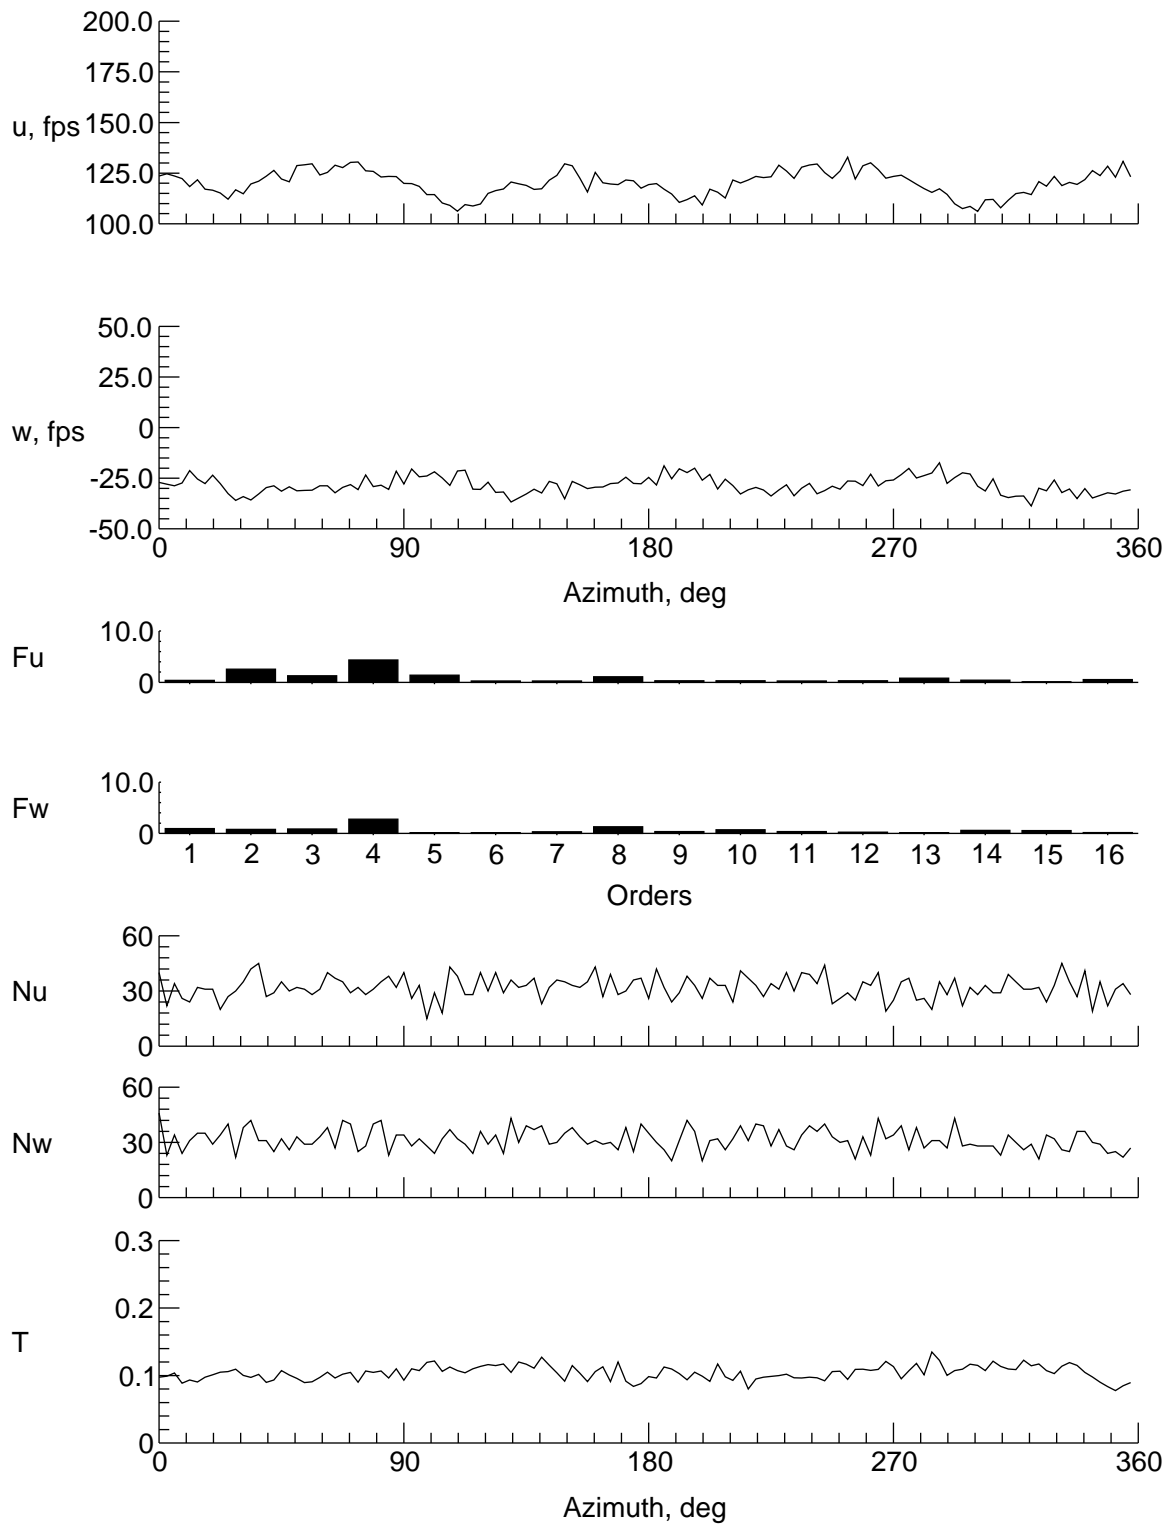 200.0
175.0
u, fps 150.0
125.0
100.0
50.0
25.0
w, fps 0
-25.0
-50.0
0 90 180 270 360
Azimuth, deg
10.0
Fu
0
10.0
Fw
0
1 2 3 4 5 6 7 8 9 10 11 12 13 14 15 16
Orders
60
Nu 30
0
60
Nw 30
0
0.3
0.2
T
0.1
0
0 90 180 270 360
Azimuth, deg